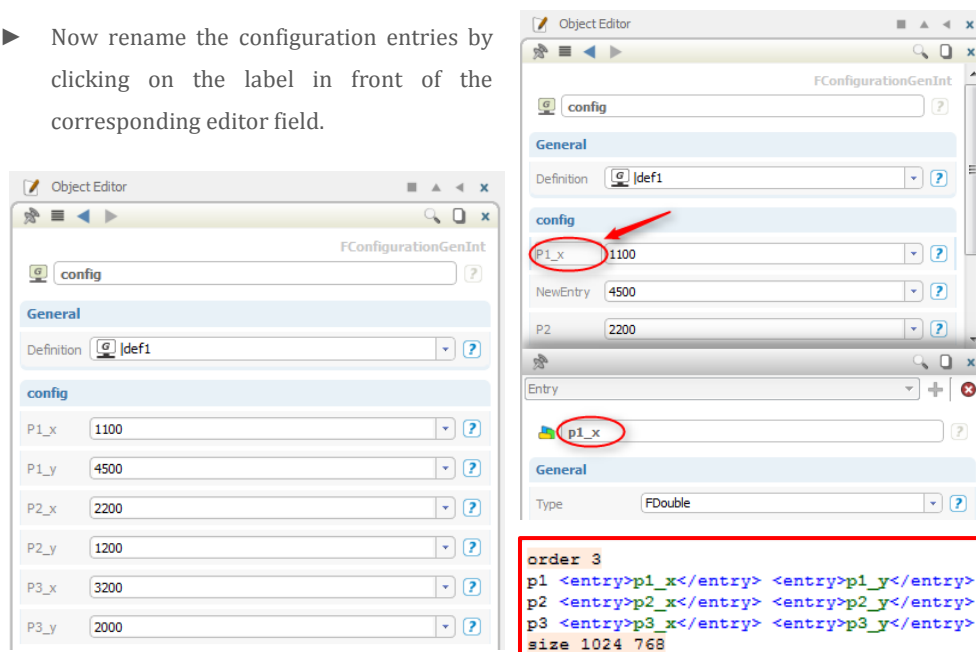 ► Now rename the configuration entries by
clicking on the label in front of the
corresponding editor field.
Object Editor
FConfigurationGenInt
config
?
General
Definition G |def1 ?
config
P1_x 1100 ?
P1_y 4500 ?
P2_x 2200 ?
P2_y 1200 ?
P3_x 3200 ?
P3_y 2000 ?
Object Editor
FConfigurationGenInt
config
?
General
Definition G |def1 ?
config
P1_x 1100 ?
NewEntry 4500 ?
P2 2200 ?
Entry
p1_x
?
General
Type FDouble ?
order 3
p1 <entry>p1_x</entry> <entry>p1_y</entry>
p2 <entry>p2_x</entry> <entry>p2_y</entry>
p3 <entry>p3_x</entry> <entry>p3_y</entry>
size 1024 768